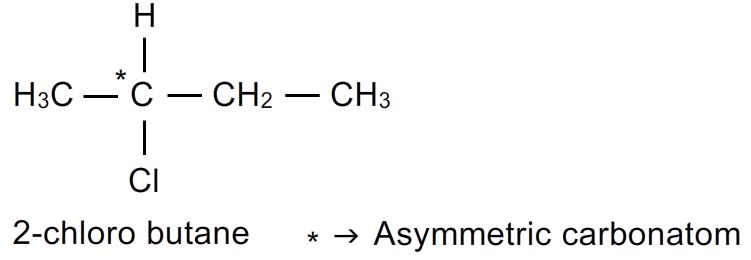 H
H3C — *C — CH2 — CH3
Cl
2-chloro butane * → Asymmetric carbonatom